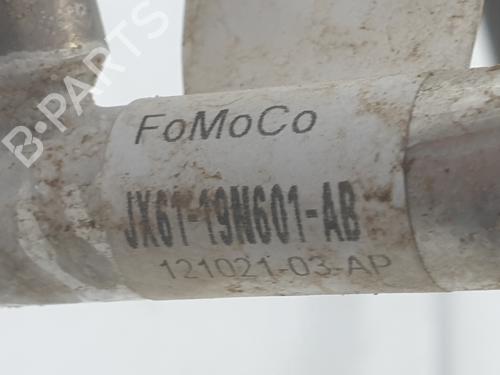 B-PARTS
FoMoCo
JX61-19N601-AB
121021-03-AP